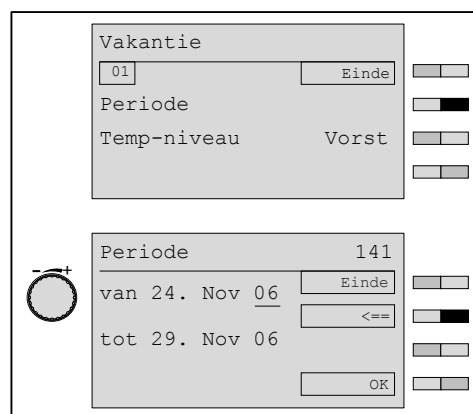 Vakantie
01 Einde
Periode
Temp-niveau Vorst
- +
Periode 141
van 24. Nov 06 Einde
<==
tot 29. Nov 06
OK